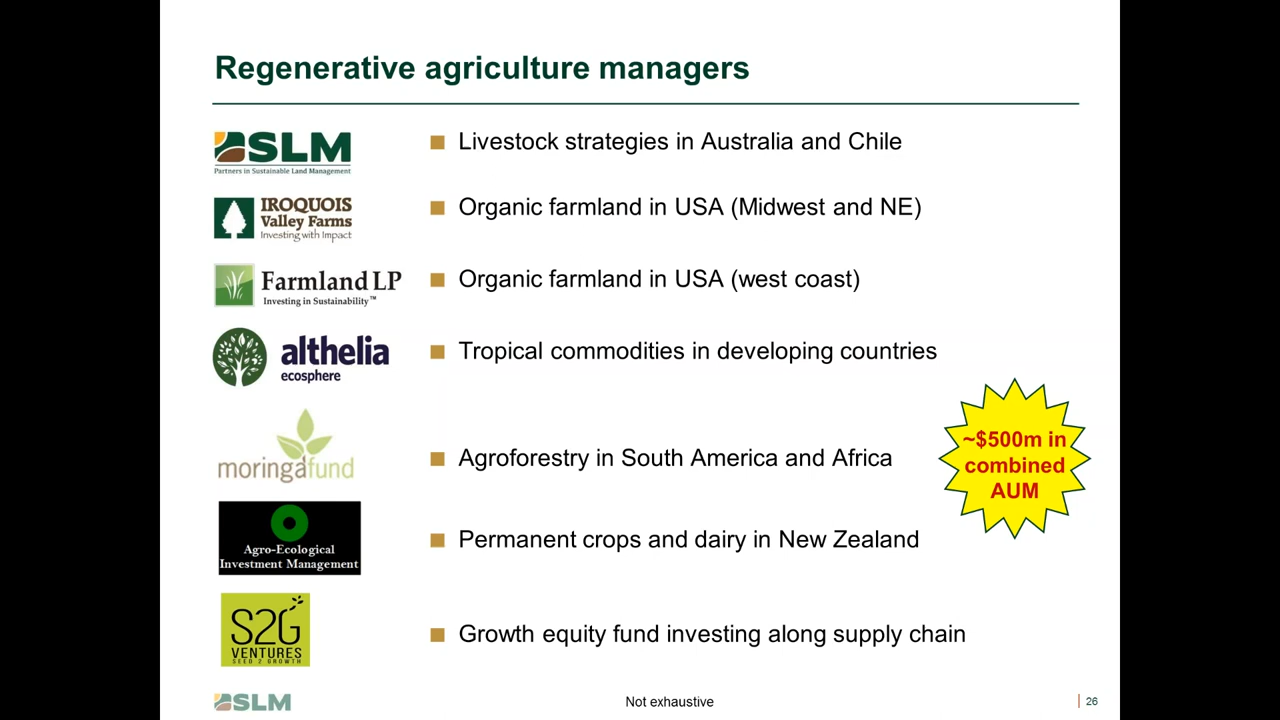 Regenerative agriculture managers
SLM
Partners in Sustainable Land Management
Livestock strategies in Australia and Chile
IROQUOIS
Valley Farms
Investing with Impact
Organic farmland in USA (Midwest and NE)
Farmland LP
Investing in Sustainability™
Organic farmland in USA (west coast)
althelia
ecosphere
Tropical commodities in developing countries
moringafund
Agroforestry in South America and Africa
~$500m in
combined
AUM
Agro-Ecological
Investment Management
Permanent crops and dairy in New Zealand
S2G
VENTURES
SEED 2 GROWTH
Growth equity fund investing along supply chain
SLM
Not exhaustive
26